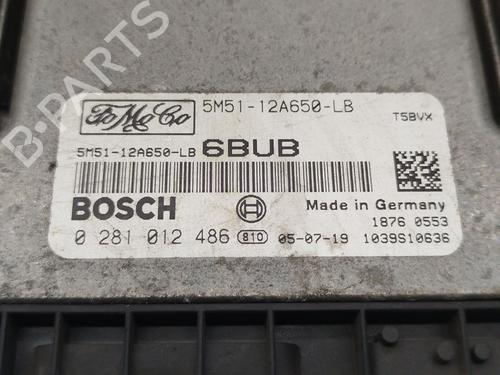 FoMoCo 5M51-12A650-LB
T5BVX
5M51-12A650-LB 6BUB
BOSCH
Made in Germany
1876 0553
0 281 012 486 810 05-07-19 1039S10636
B-PARTS